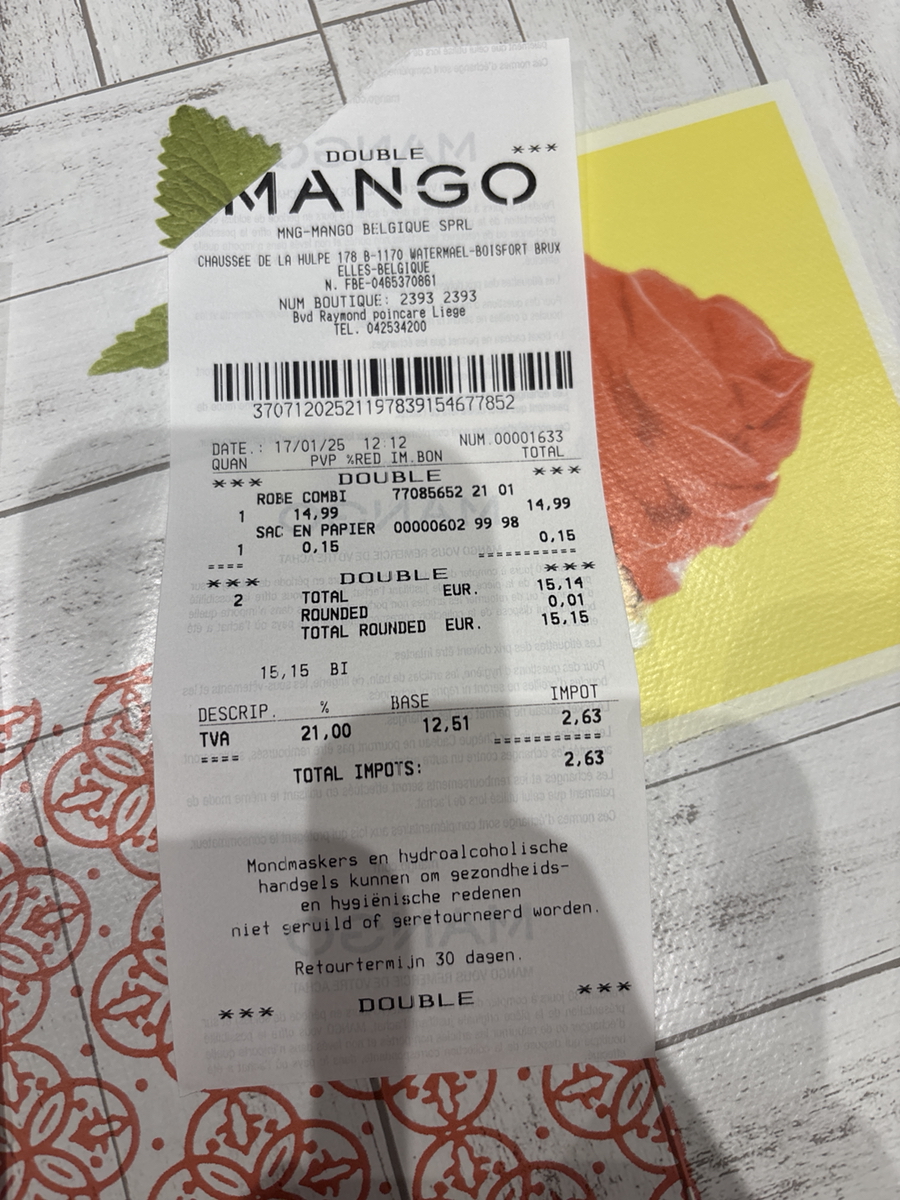 DOUBLE ***
MANGO
MNG-MANGO BELGIQUE SPRL
CHAUSSÉE DE LA HULPE 178 B-1170 WATERMAEL-BOISFORT BRUX
ELLES-BELGIQUE
N. FBE-0465370861
NUM BOUTIQUE: 2393 2393
Bvd Raymond poincare Liege
TEL. 042534200
37071202521197839154677852
DATE.: 17/01/25 12:12 NUM.00001633
QUAN PVP %RED IM.BON TOTAL
*** DOUBLE ***
ROBE COMBI 77085652 21 01
1 14,99 14,99
SAC EN PAPIER 00000602 99 98
1 0,15 0,15
==== ===========
*** DOUBLE ***
2 TOTAL EUR. 15,14
ROUNDED 0,01
TOTAL ROUNDED EUR. 15,15
15,15 BI
DESCRIP. % BASE IMPOT
TVA 21,00 12,51 2,63
==== ===========
TOTAL IMPOTS: 2,63
Mondmaskers en hydroalcoholische
handgels kunnen om gezondheids-
en hygiënische redenen
niet geruild of geretourneerd worden.
Retourtermijn 30 dagen.
*** DOUBLE ***